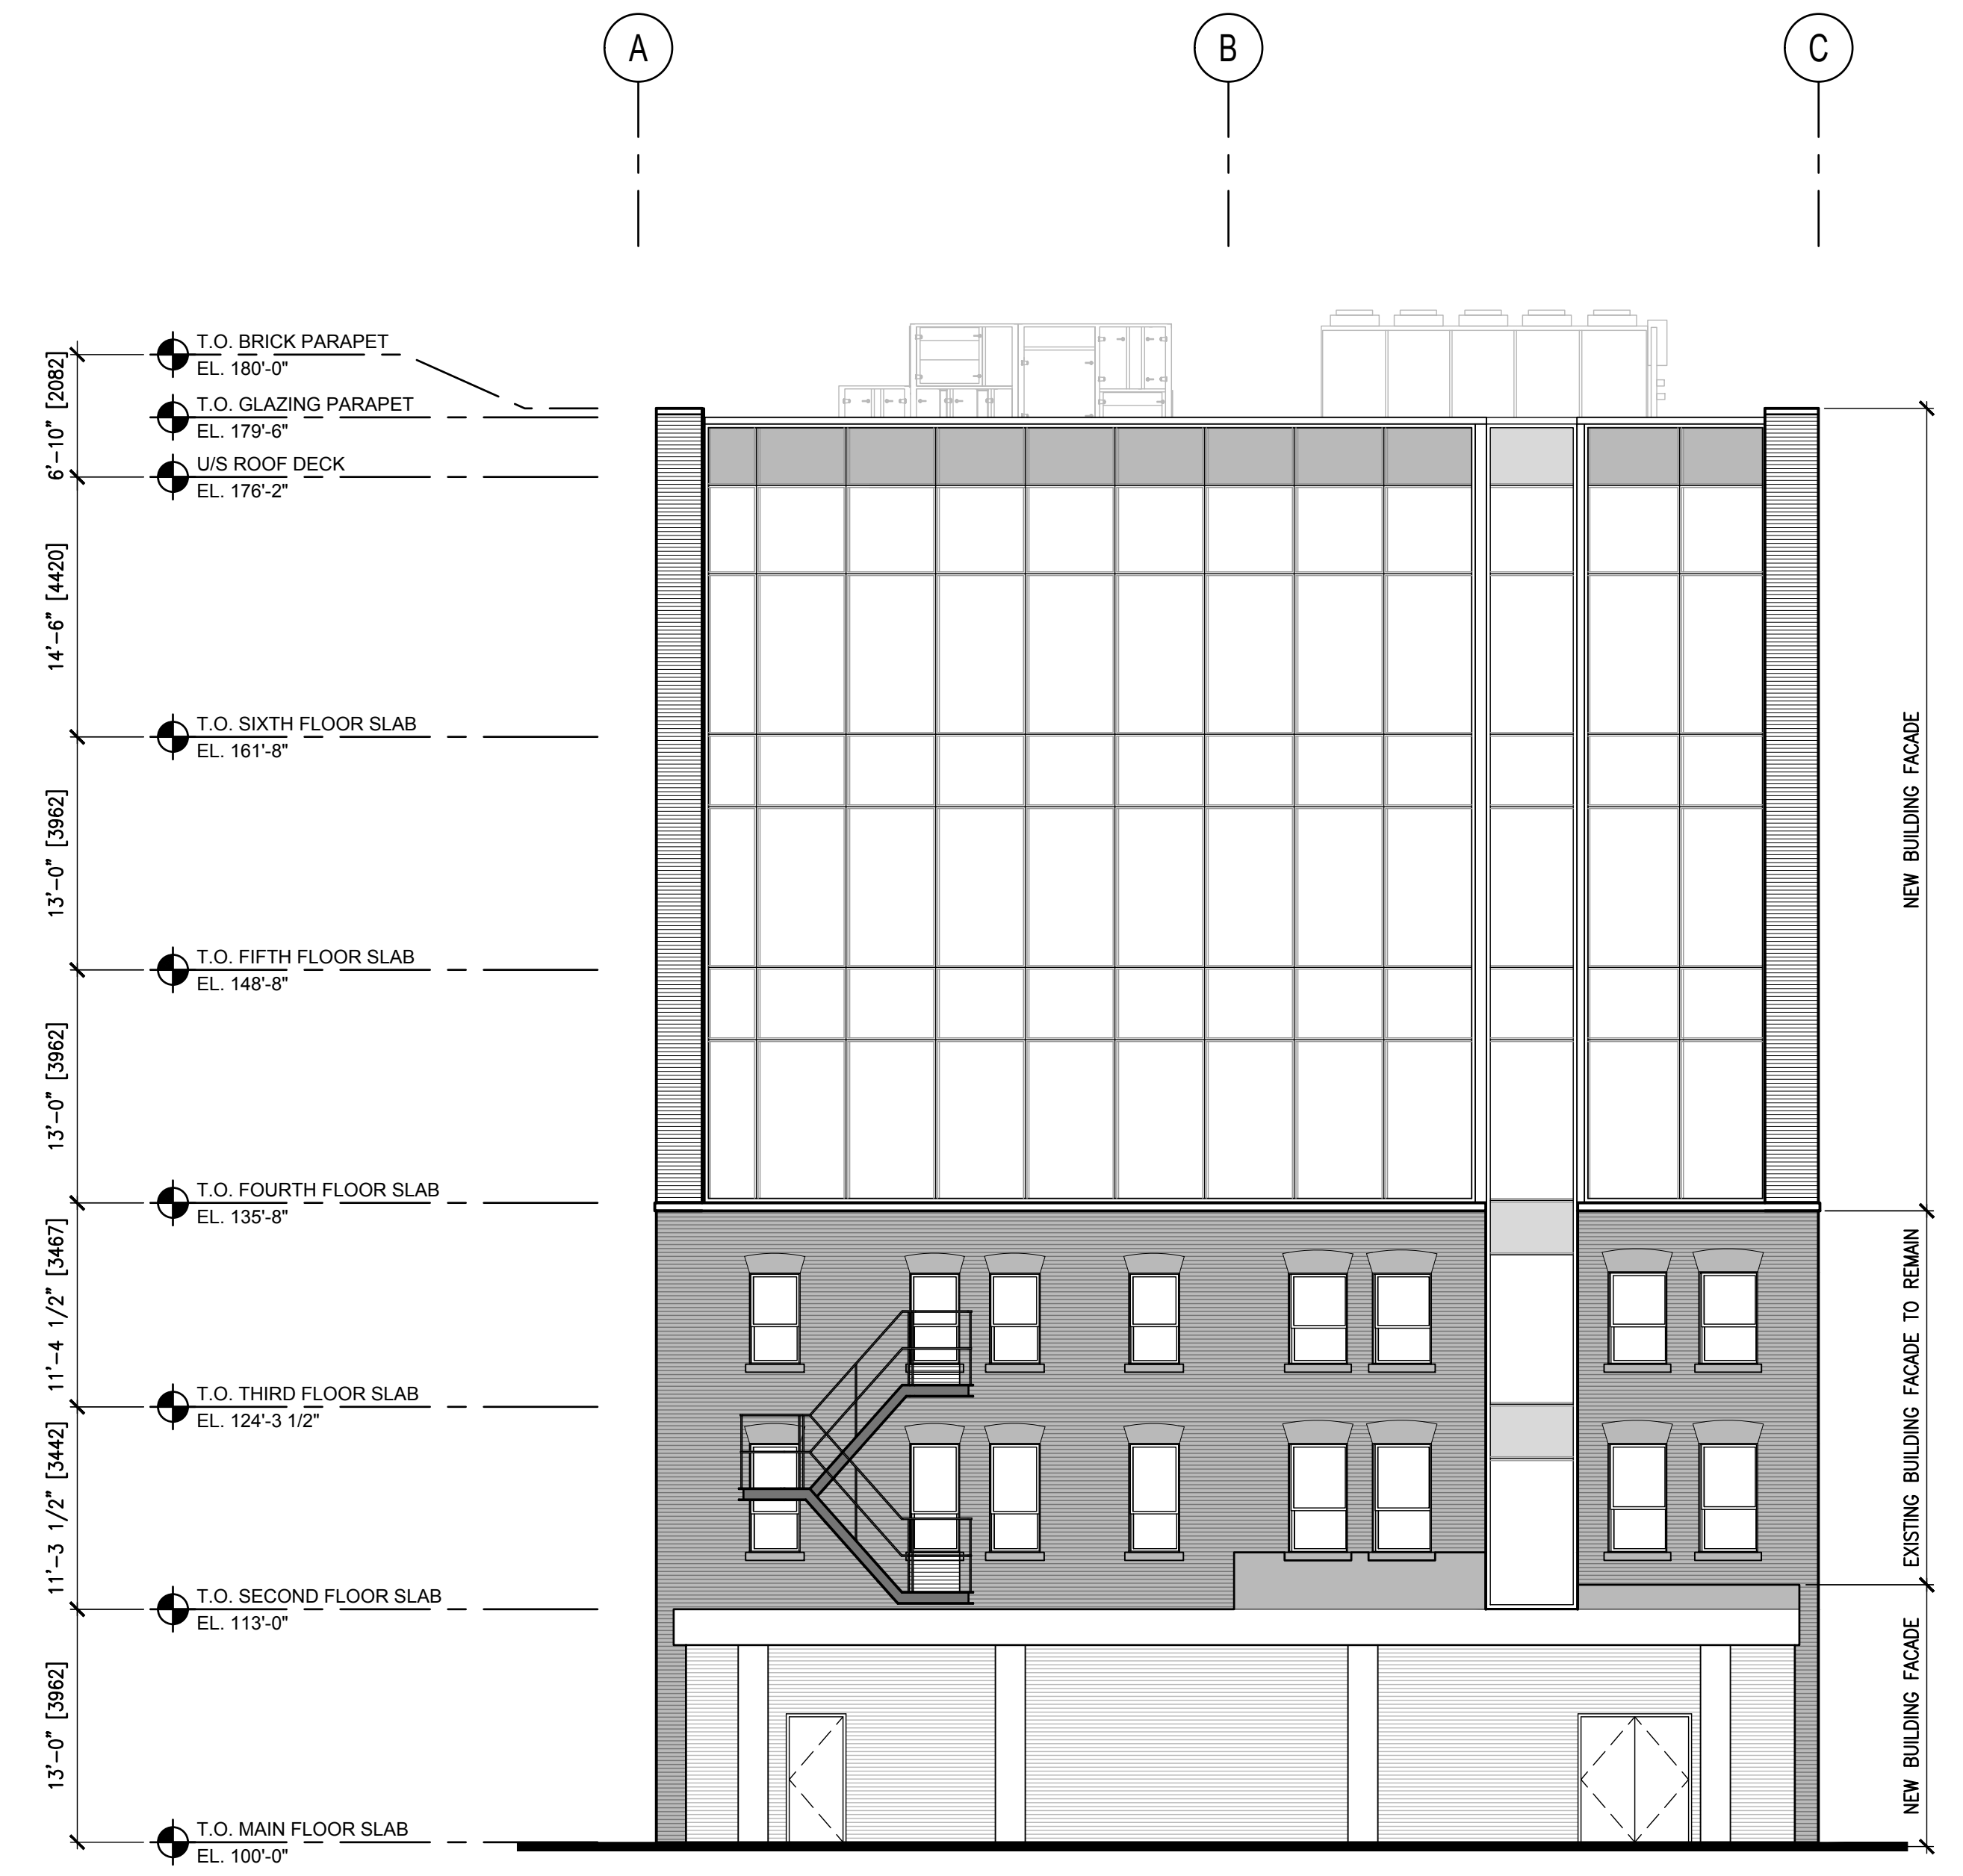 A
B
C
T.O. BRICK PARAPET
EL. 180'-0"
T.O. GLAZING PARAPET
EL. 179'-6"
U/S ROOF DECK
EL. 176'-2"
T.O. SIXTH FLOOR SLAB
EL. 161'-8"
T.O. FIFTH FLOOR SLAB
EL. 148'-8"
T.O. FOURTH FLOOR SLAB
EL. 135'-8"
T.O. THIRD FLOOR SLAB
EL. 124'-3 1/2"
T.O. SECOND FLOOR SLAB
EL. 113'-0"
T.O. MAIN FLOOR SLAB
EL. 100'-0"
6'-10" [2082]
14'-6" [4420]
13'-0" [3962]
13'-0" [3962]
11'-4 1/2" [3467]
11'-3 1/2" [3442]
13'-0" [3962]
NEW BUILDING FACADE
EXISTING BUILDING FACADE TO REMAIN
NEW BUILDING FACADE